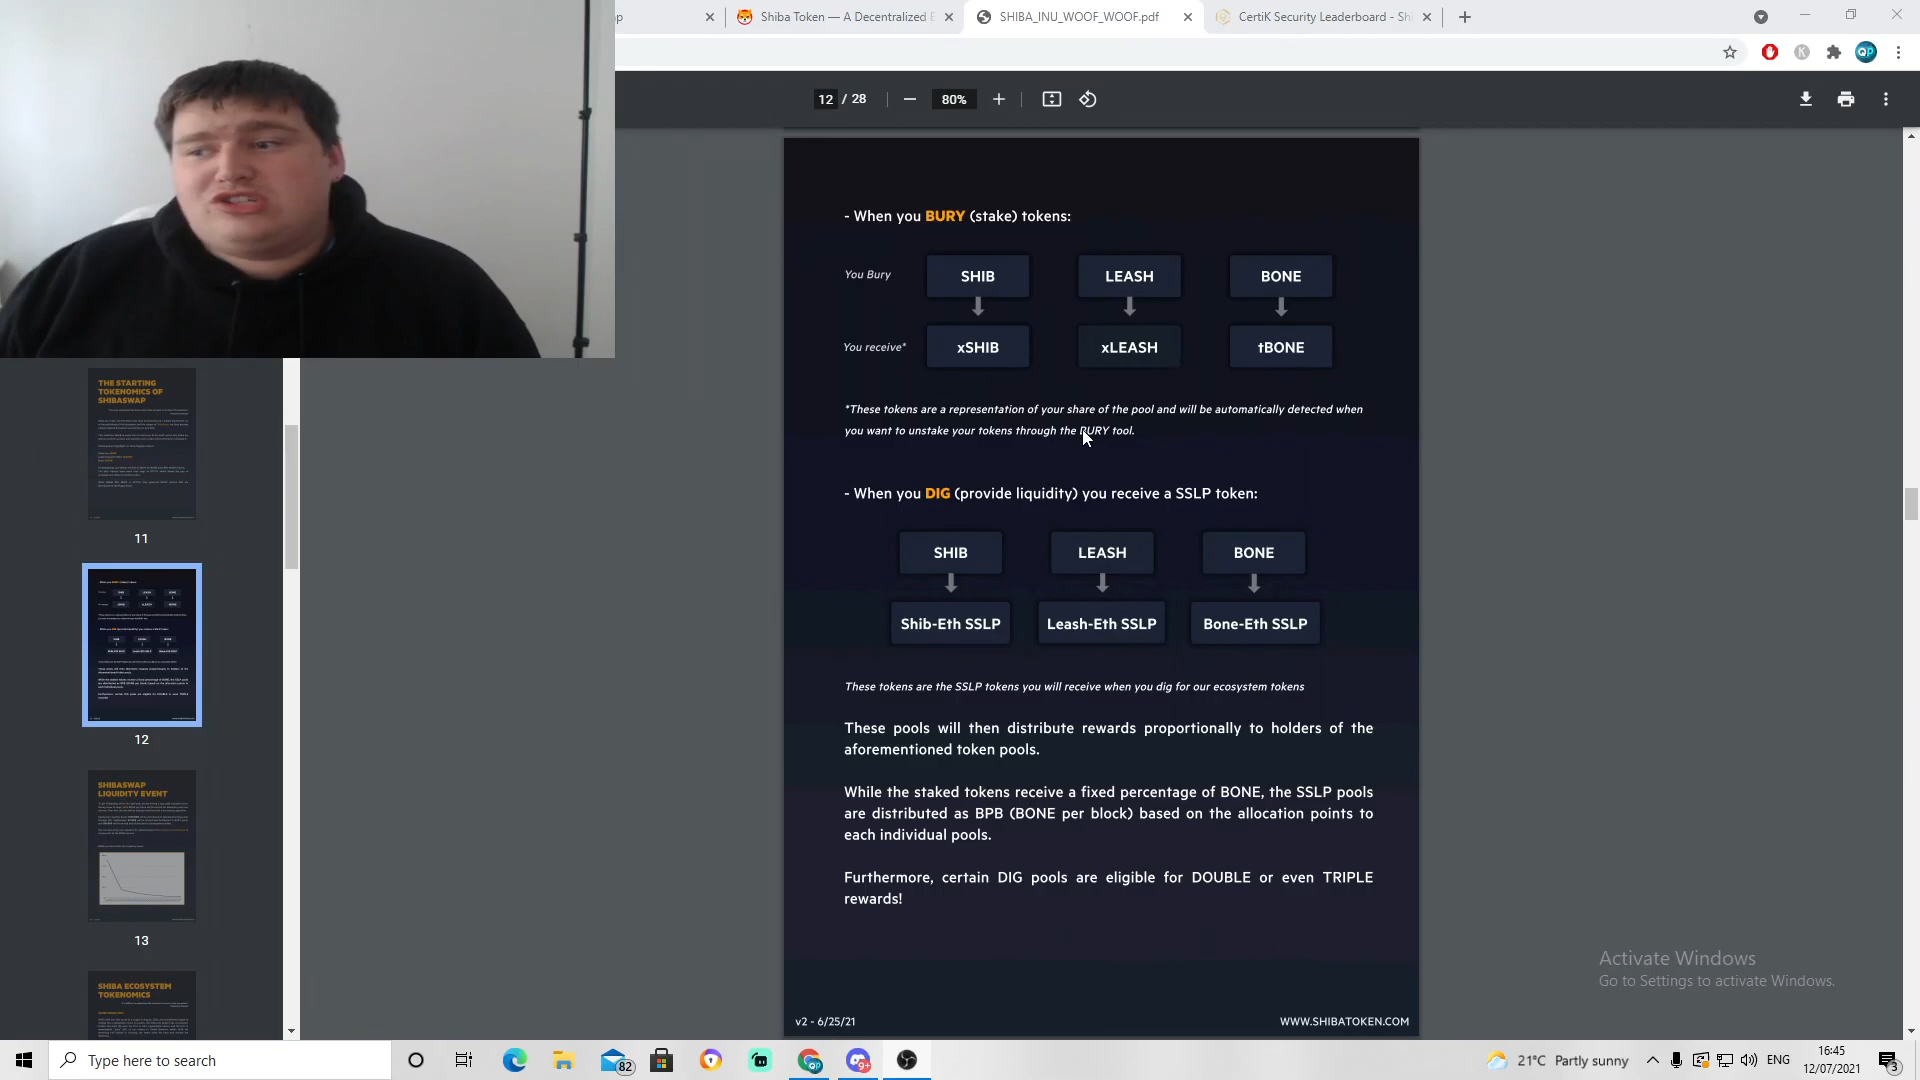 p
Shiba Token — A Decentralized E
SHIBA_INU_WOOF_WOOF.pdf
CertiK Security Leaderboard - Shi
12 / 28
80%
- When you BURY (stake) tokens:
You Bury
SHIB
LEASH
BONE
You receive*
xSHIB
xLEASH
tBONE
*These tokens are a representation of your share of the pool and will be automatically detected when
you want to unstake your tokens through the BURY tool.
- When you DIG (provide liquidity) you receive a SSLP token:
SHIB
LEASH
BONE
Shib-Eth SSLP
Leash-Eth SSLP
Bone-Eth SSLP
These tokens are the SSLP tokens you will receive when you dig for our ecosystem tokens
These pools will then distribute rewards proportionally to holders of the
aforementioned token pools.
While the staked tokens receive a fixed percentage of BONE, the SSLP pools
are distributed as BPB (BONE per block) based on the allocation points to
each individual pools.
Furthermore, certain DIG pools are eligible for DOUBLE or even TRIPLE
rewards!
v2 - 6/25/21
WWW.SHIBATOKEN.COM
THE STARTING
TOKENOMICS OF
SHIBASWAP
11
12
SHIBASWAP
LIQUIDITY EVENT
13
SHIBA ECOSYSTEM
TOKENOMICS
Activate Windows
Go to Settings to activate Windows.
Type here to search
82
QP
9+
21°C Partly sunny
ENG
16:45
12/07/2021
3